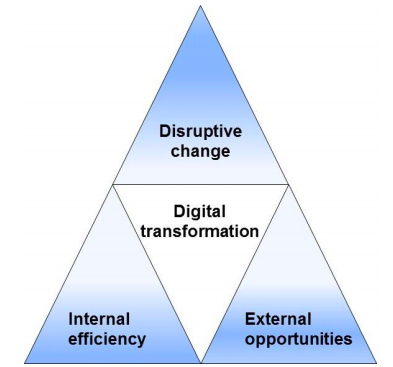 Disruptive
change
Digital
transformation
Internal
efficiency
External
opportunities